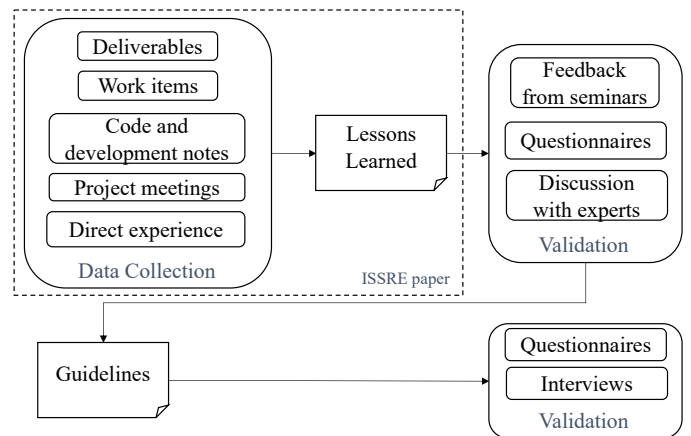 Deliverables
Work items
Code and
development notes
Project meetings
Direct experience
Data Collection
Lessons
Learned
ISSRE paper
Feedback
from seminars
Questionnaires
Discussion
with experts
Validation
Guidelines
Questionnaires
Interviews
Validation